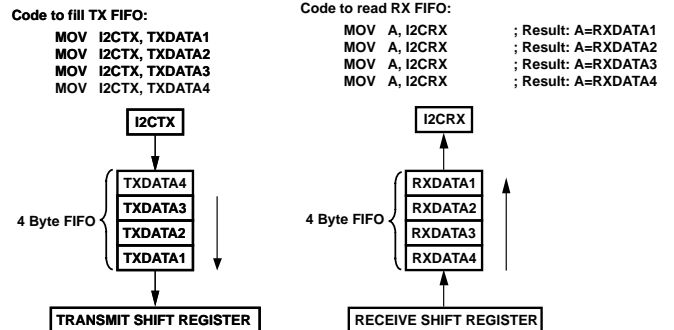 Code to fill TX FIFO:
MOV I2CTX, TXDATA1
MOV I2CTX, TXDATA2
MOV I2CTX, TXDATA3
MOV I2CTX, TXDATA4
I2CTX
4 Byte FIFO
TXDATA4
TXDATA3
TXDATA2
TXDATA1
TRANSMIT SHIFT REGISTER
Code to read RX FIFO:
MOV A, I2CRX ; Result: A=RXDATA1
MOV A, I2CRX ; Result: A=RXDATA2
MOV A, I2CRX ; Result: A=RXDATA3
MOV A, I2CRX ; Result: A=RXDATA4
I2CRX
4 Byte FIFO
RXDATA1
RXDATA2
RXDATA3
RXDATA4
RECEIVE SHIFT REGISTER